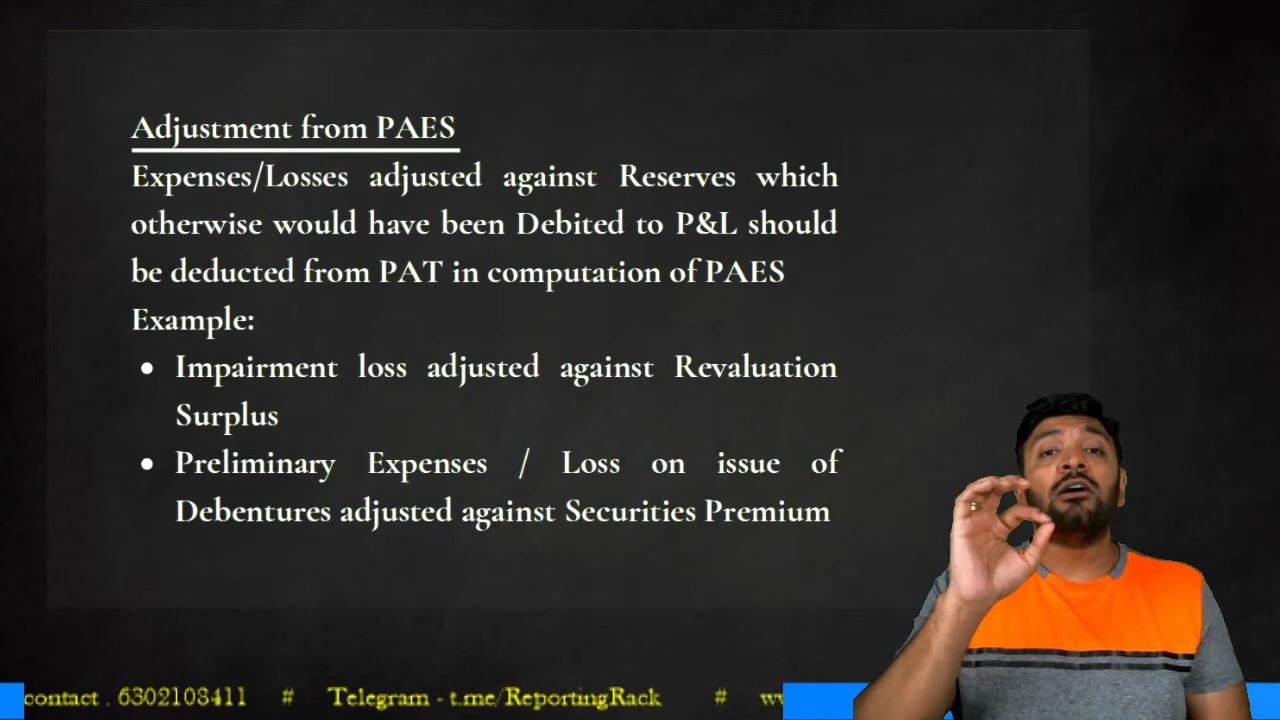 Adjustment from PAES
Expenses/Losses adjusted against Reserves which
otherwise would have been Debited to P&L should
be deducted from PAT in computation of PAES
Example:
• Impairment loss adjusted against Revaluation
Surplus
• Preliminary Expenses / Loss on issue of
Debentures adjusted against Securities Premium
contact . 6302108411 # Telegram - t.me/ReportingRack #